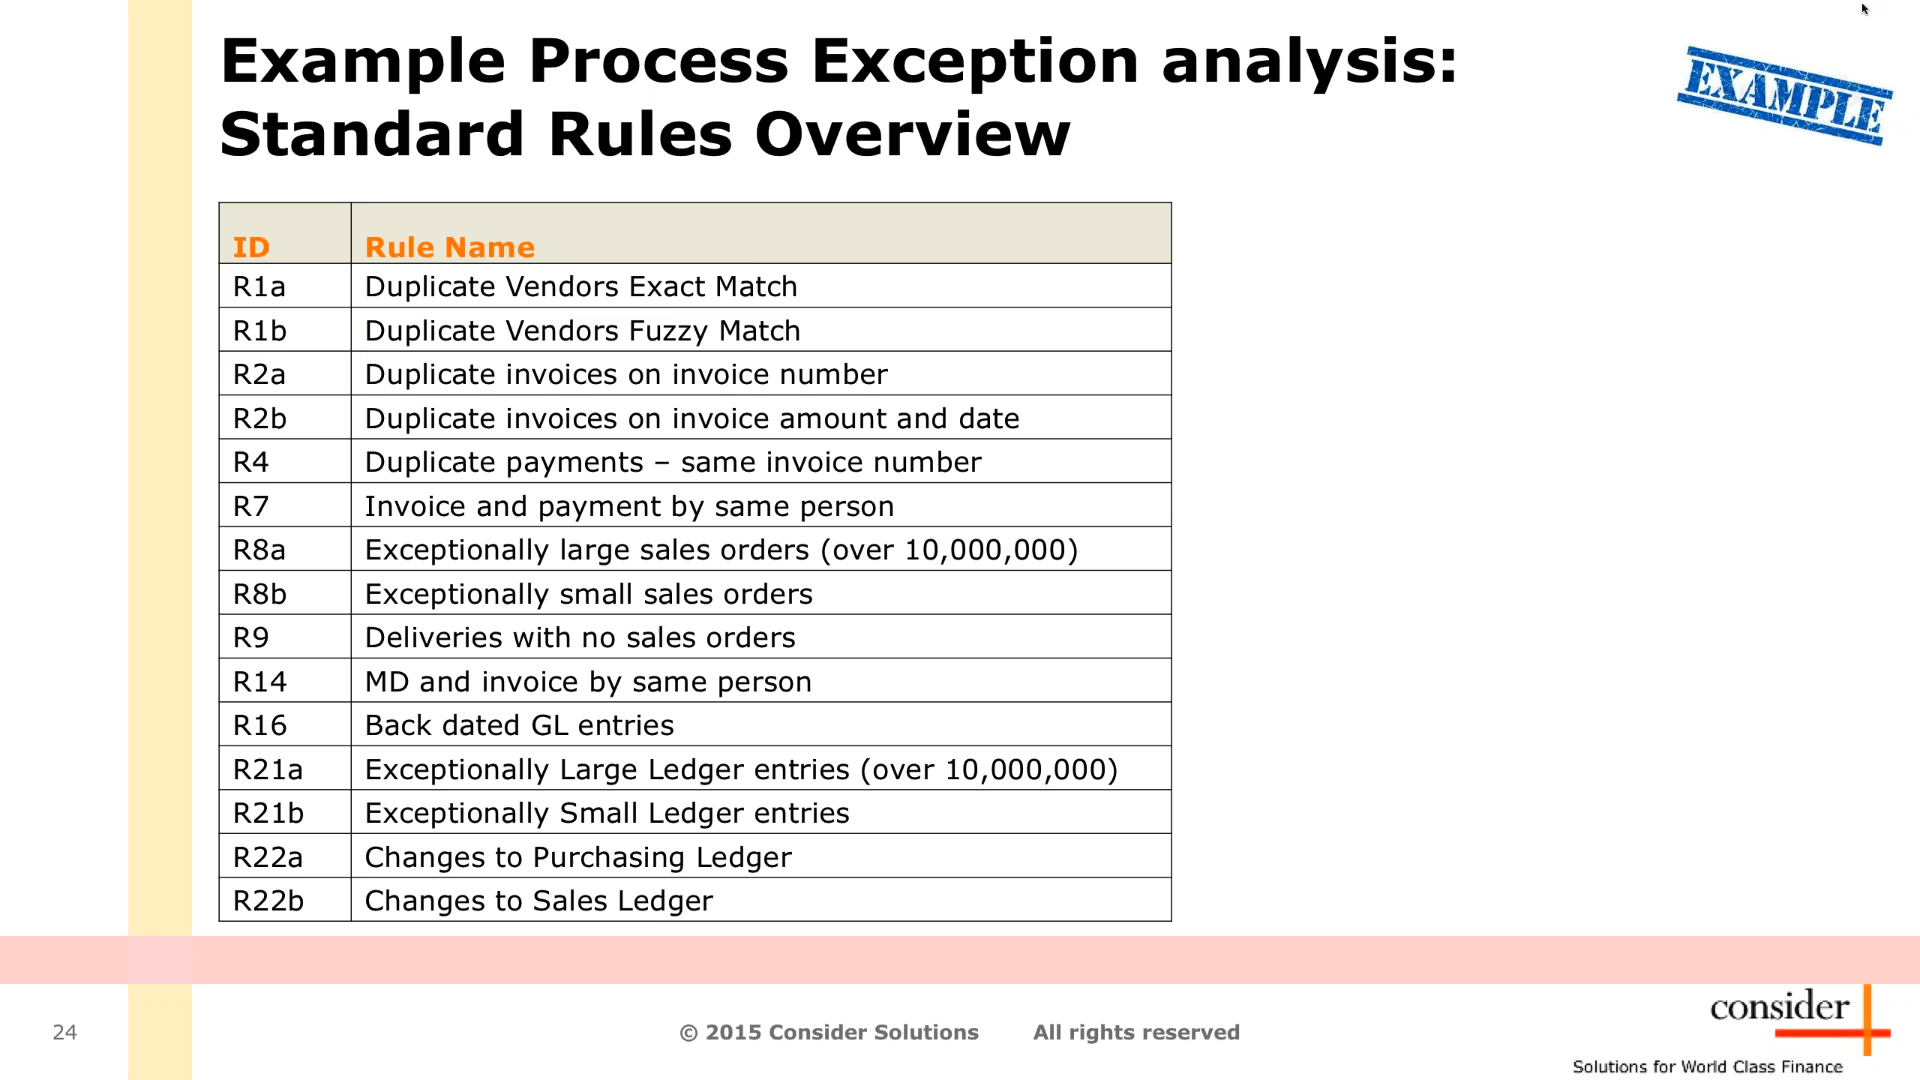 Example Process Exception analysis:
Standard Rules Overview
EXAMPLE
ID Rule Name
R1a Duplicate Vendors Exact Match
R1b Duplicate Vendors Fuzzy Match
R2a Duplicate invoices on invoice number
R2b Duplicate invoices on invoice amount and date
R4 Duplicate payments – same invoice number
R7 Invoice and payment by same person
R8a Exceptionally large sales orders (over 10,000,000)
R8b Exceptionally small sales orders
R9 Deliveries with no sales orders
R14 MD and invoice by same person
R16 Back dated GL entries
R21a Exceptionally Large Ledger entries (over 10,000,000)
R21b Exceptionally Small Ledger entries
R22a Changes to Purchasing Ledger
R22b Changes to Sales Ledger
24
© 2015 Consider Solutions All rights reserved
consider
Solutions for World Class Finance